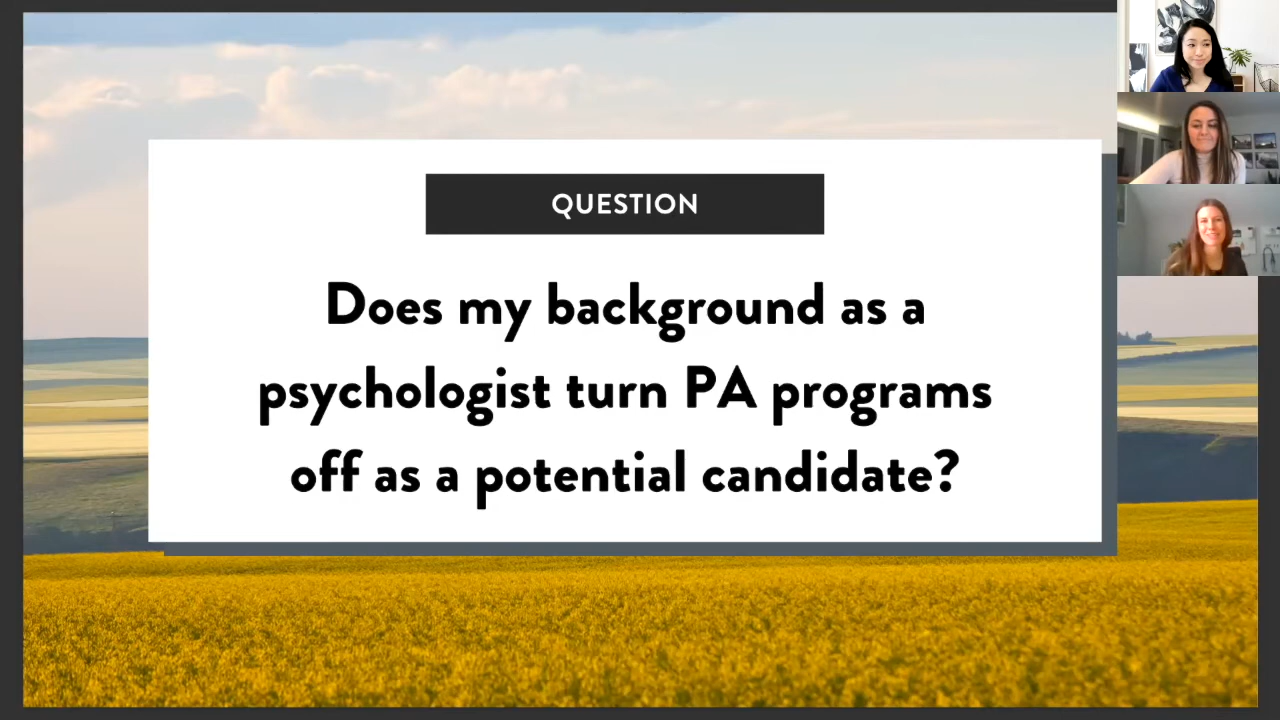 QUESTION
Does my background as a
psychologist turn PA programs
off as a potential candidate?